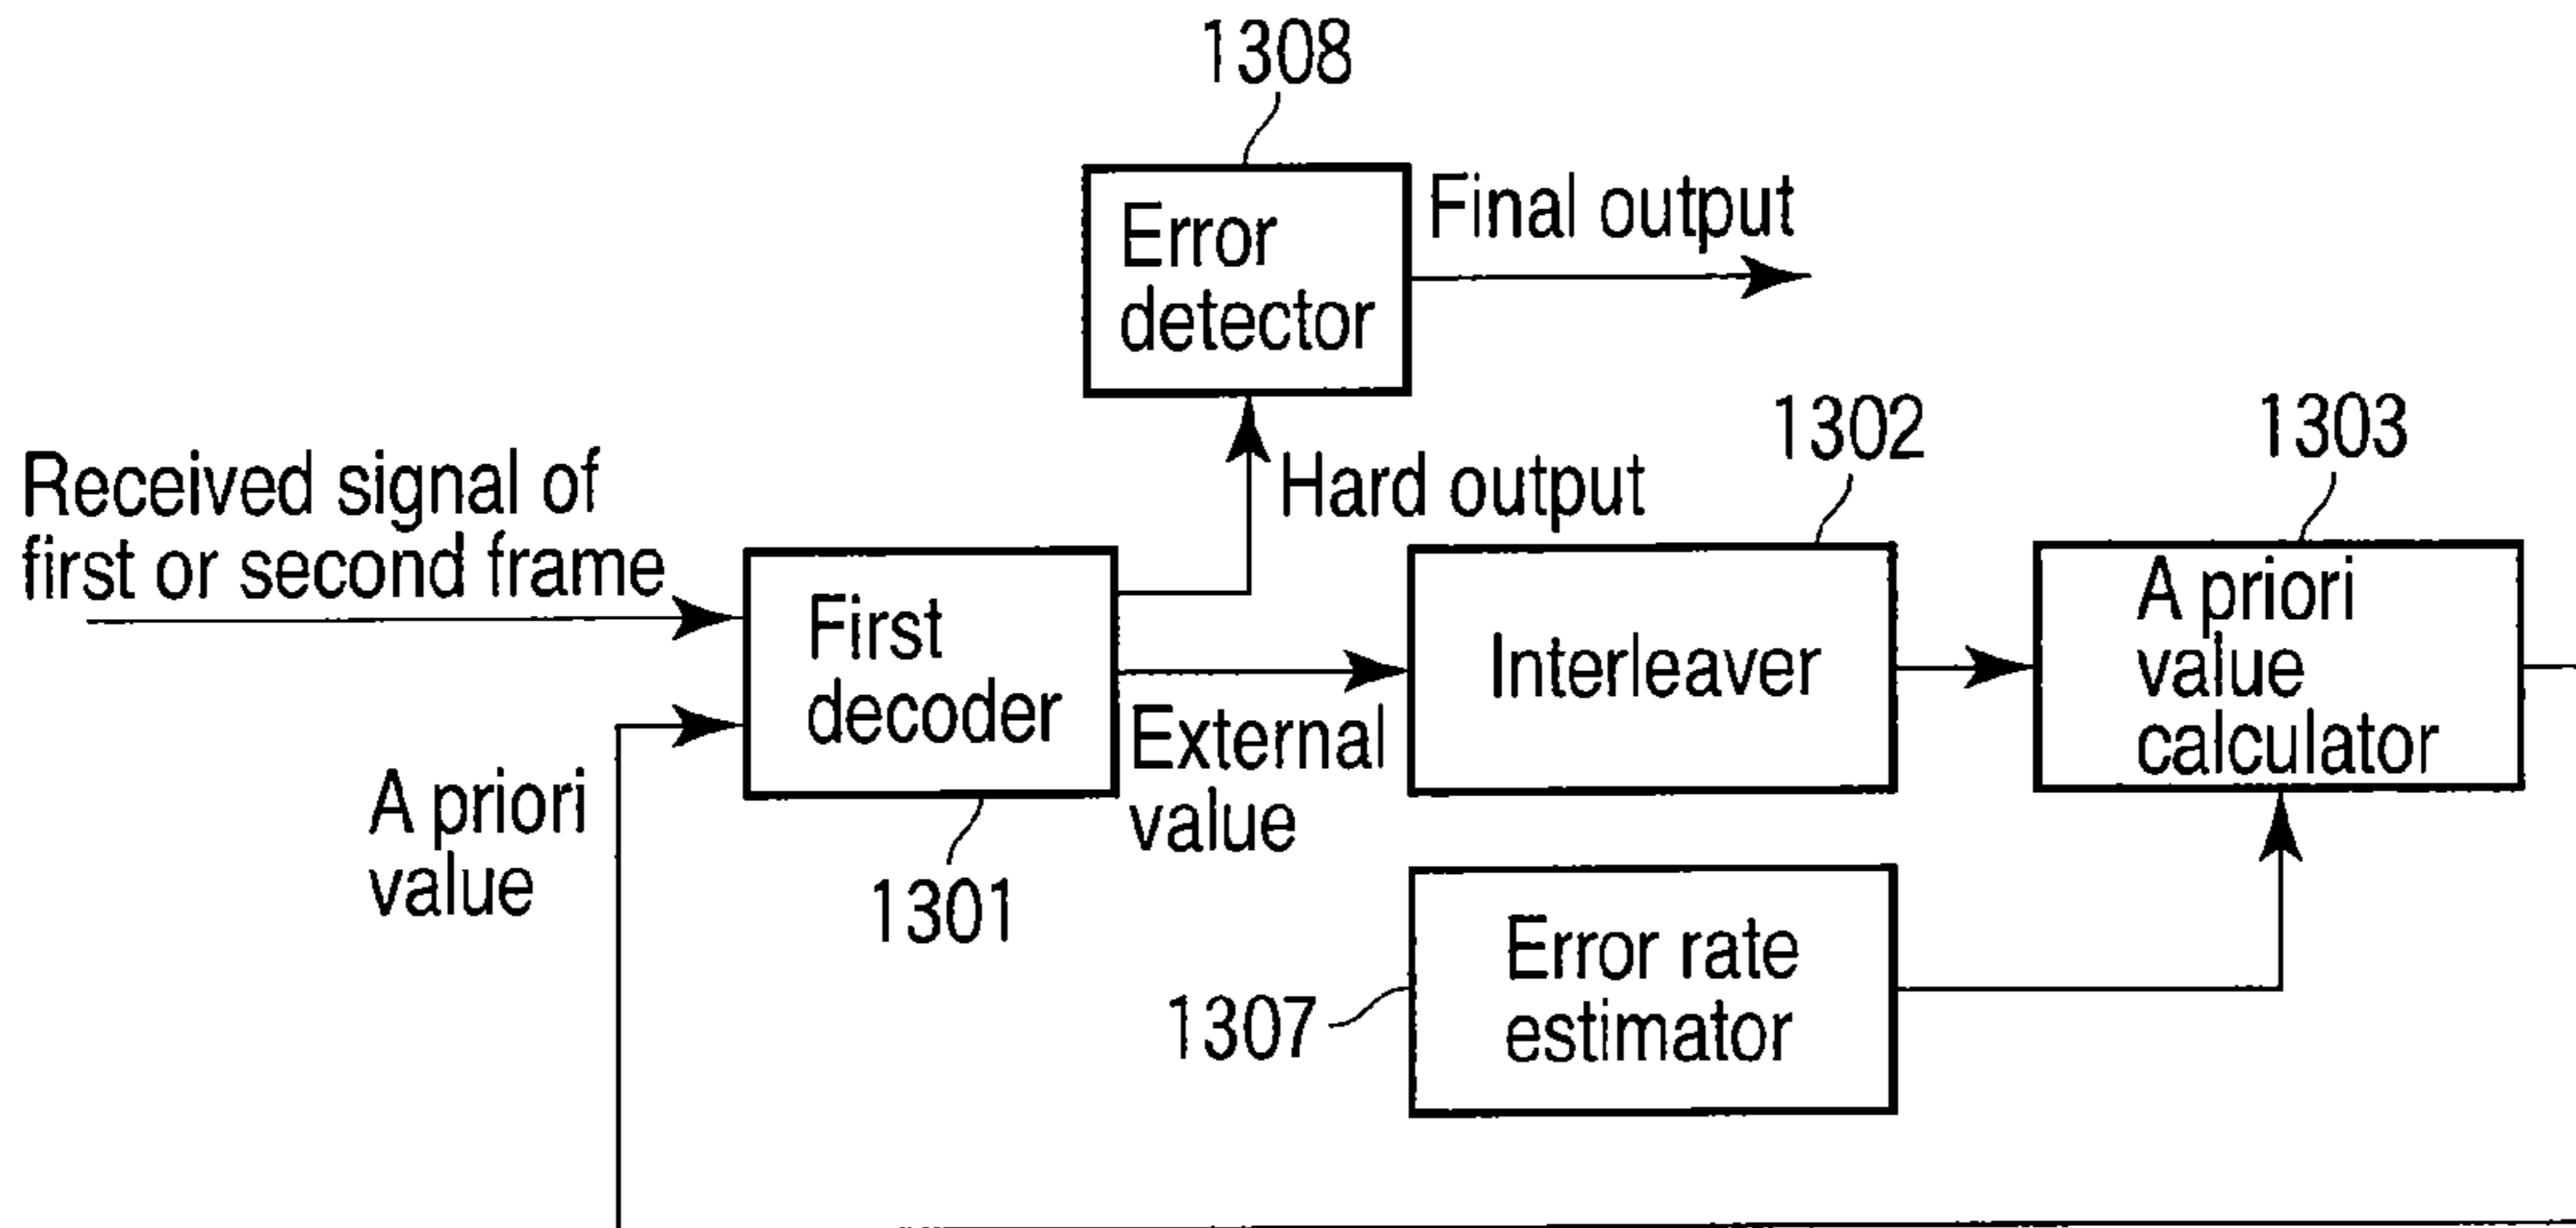 1308
Error
detector
Final output
Received signal of
first or second frame
Hard output
1302
1303
First
decoder
Interleaver
A priori
value
calculator
A priori
value
External
value
1301
1307
Error rate
estimator